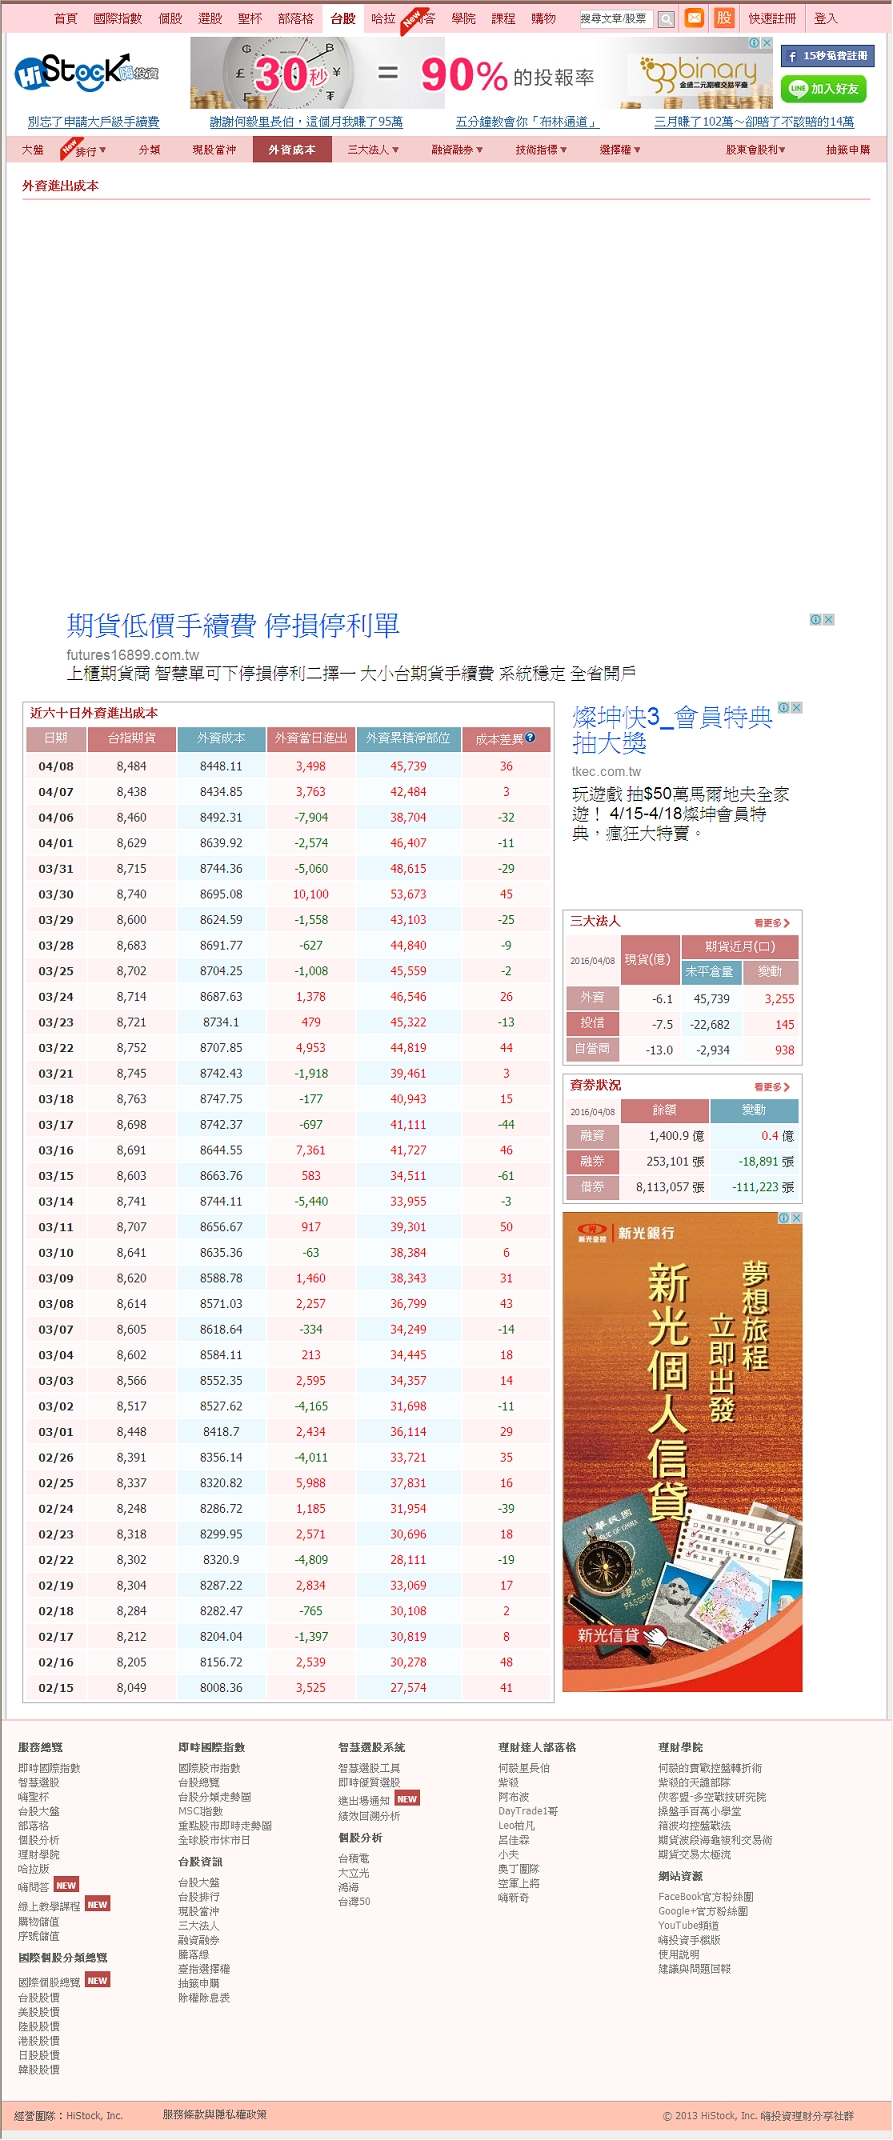 首頁 國際指數 個股 選股 聖杯 部落格 台股 哈拉 New 答 學院 課程 購物 搜尋文章/股票 股 快速註冊 登入
HiStock 嗨投資 30秒 = 90% 的投報率 binary 15秒免費註冊
LINE 加入好友
別忘了申請大戶級手續費 謝謝何毅里長伯，這個月我賺了95萬 五分鐘教會你「布林通道」 三月賺了102萬～卻賠了不該賠的14萬
大盤 New 排行▼ 分類 現股當沖 外資成本 三大法人▼ 融資融券▼ 技術指標▼ 選擇權▼ 股東會股利▼ 抽籤申購
外資進出成本
期貨低價手續費 停損停利單
futures16899.com.tw
上櫃期貨商 智慧單可下停損停利二擇一 大小台期貨手續費 系統穩定 全省開戶
近六十日外資進出成本
日期 台指期貨 外資成本 外資當日進出 外資累積淨部位 成本差異
04/08 8,484 8448.11 3,498 45,739 36
04/07 8,438 8434.85 3,763 42,484 3
04/06 8,460 8492.31 -7,904 38,704 -32
04/01 8,629 8639.92 -2,574 46,407 -11
03/31 8,715 8744.36 -5,060 48,615 -29
03/30 8,740 8695.08 10,100 53,673 45
03/29 8,600 8624.59 -1,558 43,103 -25
03/28 8,683 8691.77 -627 44,840 -9
03/25 8,702 8704.25 -1,008 45,559 -2
03/24 8,714 8687.63 1,378 46,546 26
03/23 8,721 8734.1 479 45,322 -13
03/22 8,752 8707.85 4,953 44,819 44
03/21 8,745 8742.43 -1,918 39,461 3
03/18 8,763 8747.75 -177 40,943 15
03/17 8,698 8742.37 -697 41,111 -44
03/16 8,691 8644.55 7,361 41,727 46
03/15 8,603 8663.76 583 34,511 -61
03/14 8,741 8744.11 -5,440 33,955 -3
03/11 8,707 8656.67 917 39,301 50
03/10 8,641 8635.36 -63 38,384 6
03/09 8,620 8588.78 1,460 38,343 31
03/08 8,614 8571.03 2,257 36,799 43
03/07 8,605 8618.64 -334 34,249 -14
03/04 8,602 8584.11 213 34,445 18
03/03 8,566 8552.35 2,595 34,357 14
03/02 8,517 8527.62 -4,165 31,698 -11
03/01 8,448 8418.7 2,434 36,114 29
02/26 8,391 8356.14 -4,011 33,721 35
02/25 8,337 8320.82 5,988 37,831 16
02/24 8,248 8286.72 1,185 31,954 -39
02/23 8,318 8299.95 2,571 30,696 18
02/22 8,302 8320.9 -4,809 28,111 -19
02/19 8,304 8287.22 2,834 33,069 17
02/18 8,284 8282.47 -765 30,108 2
02/17 8,212 8204.04 -1,397 30,819 8
02/16 8,205 8156.72 2,539 30,278 48
02/15 8,049 8008.36 3,525 27,574 41
燦坤快3_會員特典
抽大獎
tkec.com.tw
玩遊戲 抽$50萬馬爾地夫全家
遊！ 4/15-4/18燦坤會員特
典，瘋狂大特賣。
三大法人 看更多
2016/04/08 現貨(億) 期貨近月(口)
未平倉量 變動
外資 -6.1 45,739 3,255
投信 -7.5 -22,682 145
自營商 -13.0 -2,934 938
資券狀況 看更多
2016/04/08 餘額 變動
融資 1,400.9 億 0.4 億
融券 253,101 張 -18,891 張
借券 8,113,057 張 -111,223 張
新光金控 新光銀行
夢想旅程
立即出發
新光個人信貸
新光信貸
服務總覽
即時國際指數
智慧選股
嗨聖杯
台股大盤
部落格
個股分析
理財學院
哈拉版
嗨問答 NEW
線上教學課程 NEW
購物儲值
序號儲值
國際個股分類總覽
國際個股總覽 NEW
台股股價
美股股價
陸股股價
港股股價
日股股價
韓股股價
即時國際指數
國際股市指數
台股總覽
台股分類走勢圖
MSCI指數
重點股市即時走勢圖
全球股市休市日
台股資訊
台股大盤
台股排行
現股當沖
三大法人
融資融券
騰落線
臺指選擇權
抽籤申購
除權除息表
智慧選股系統
智慧選股工具
即時優質選股
進出場通知 NEW
績效回溯分析
個股分析
台積電
大立光
鴻海
台灣50
理財達人部落格
何毅里長伯
紫殺
阿布波
DayTrade1哥
Leo柏凡
呂佳霖
小夫
奧丁團隊
空軍上將
嗨新奇
理財學院
何毅的實戰控盤轉折術
紫殺的天譴部隊
俠客盟-多空戰技研究院
操盤手百萬小學堂
箱波均控盤戰法
期貨波段海龜複利交易術
期貨交易太極流
網站資源
FaceBook官方粉絲團
Google+官方粉絲團
YouTube頻道
嗨投資手機版
使用說明
建議與問題回報
經營團隊：HiStock, Inc. 服務條款與隱私權政策 © 2013 HiStock, Inc. 嗨投資理財分享社群